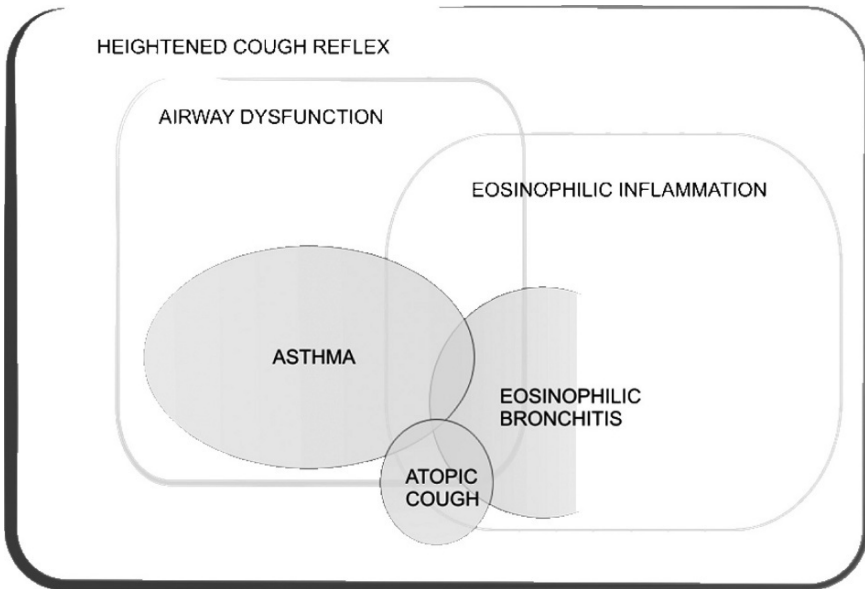 HEIGHTENED COUGH REFLEX
AIRWAY DYSFUNCTION
EOSINOPHILIC INFLAMMATION
ASTHMA
EOSINOPHILIC
BRONCHITIS
ATOPIC
COUGH